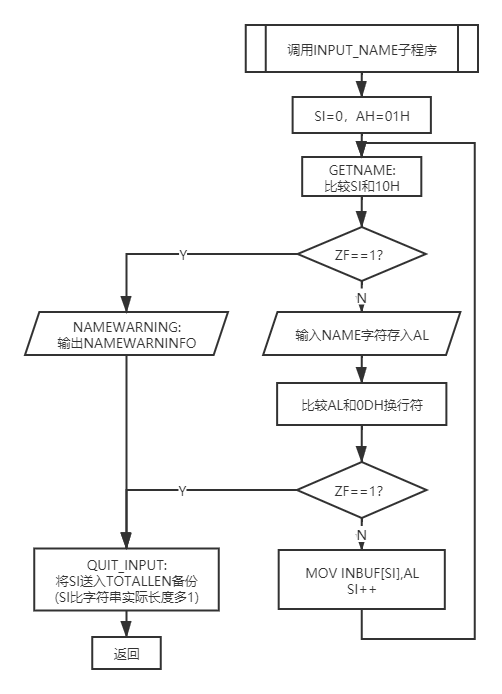 调用INPUT_NAME子程序
SI=0，AH=01H
GETNAME:
比较SI和10H
ZF==1?
Y
N
NAMEWARNING:
输出NAMEWARNINFO
输入NAME字符存入AL
比较AL和0DH换行符
ZF==1?
Y
N
QUIT_INPUT:
将SI送入TOTALLEN备份
(SI比字符串实际长度多1)
MOV INBUF[SI],AL
SI++
返回